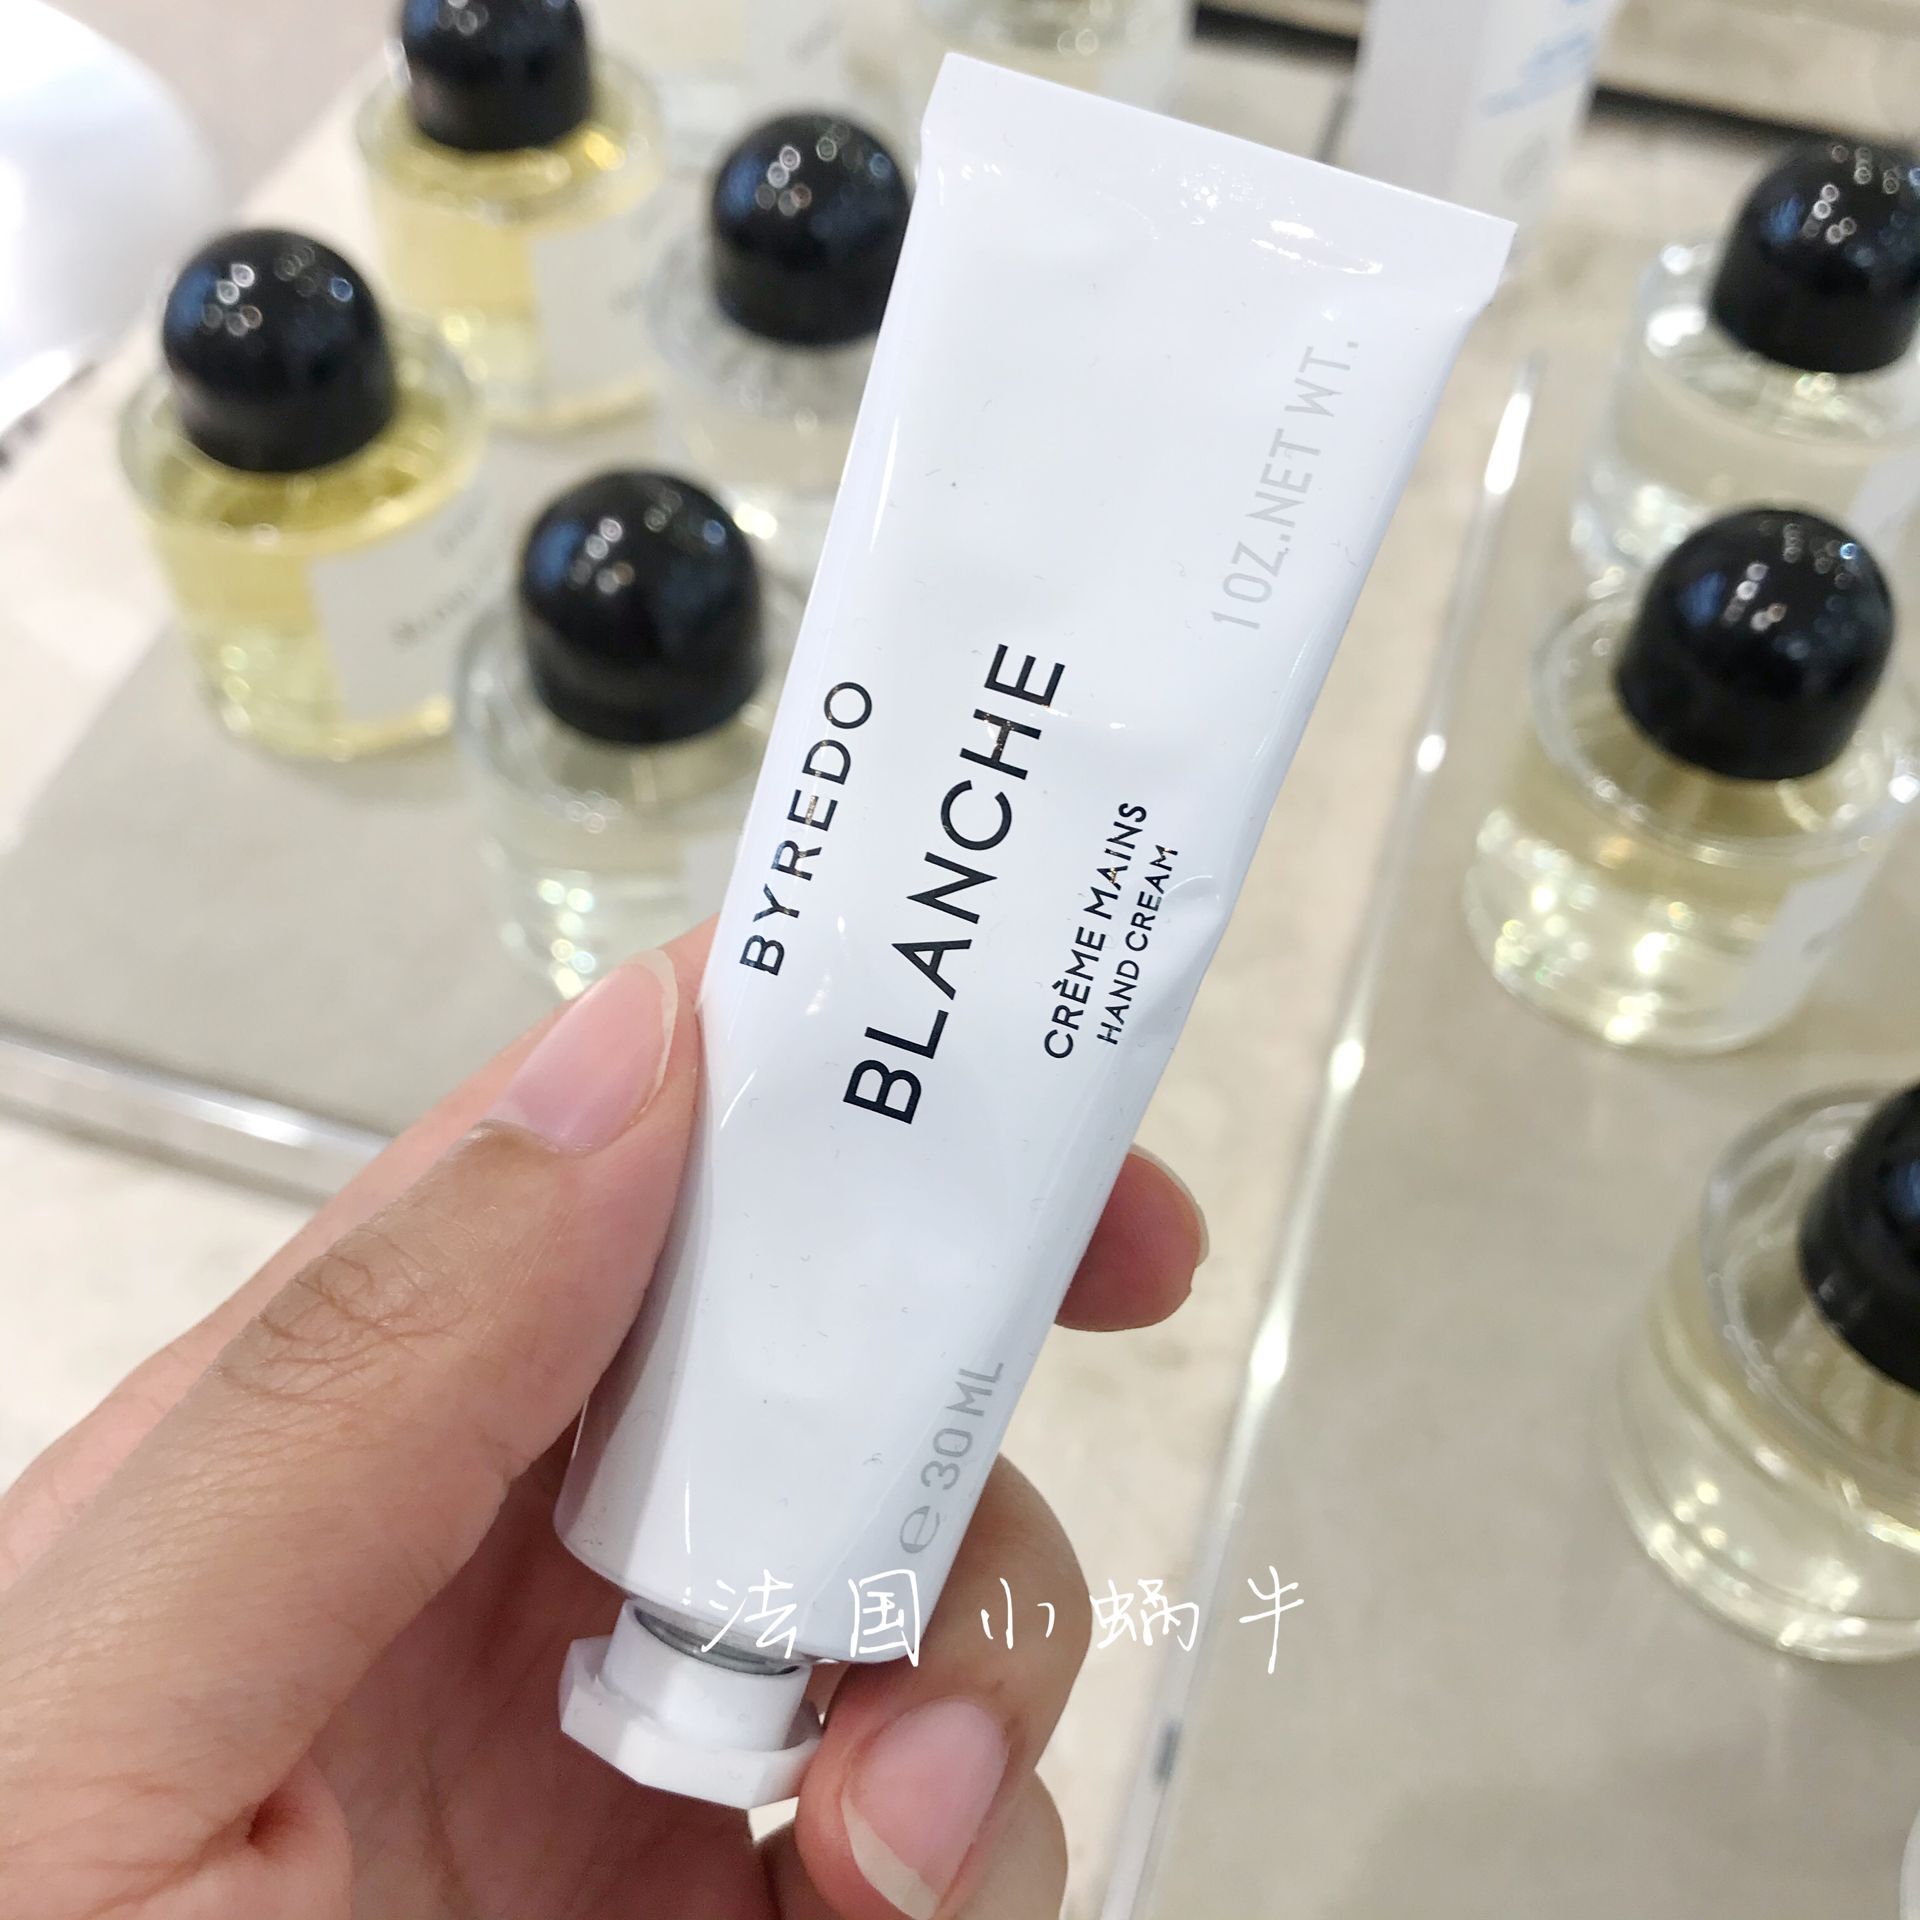 BYREDO
BLANCHE
CRÈME MAINS
HAND CREAM
1 OZ.NET WT.
e 30 ML
法国小蜗牛